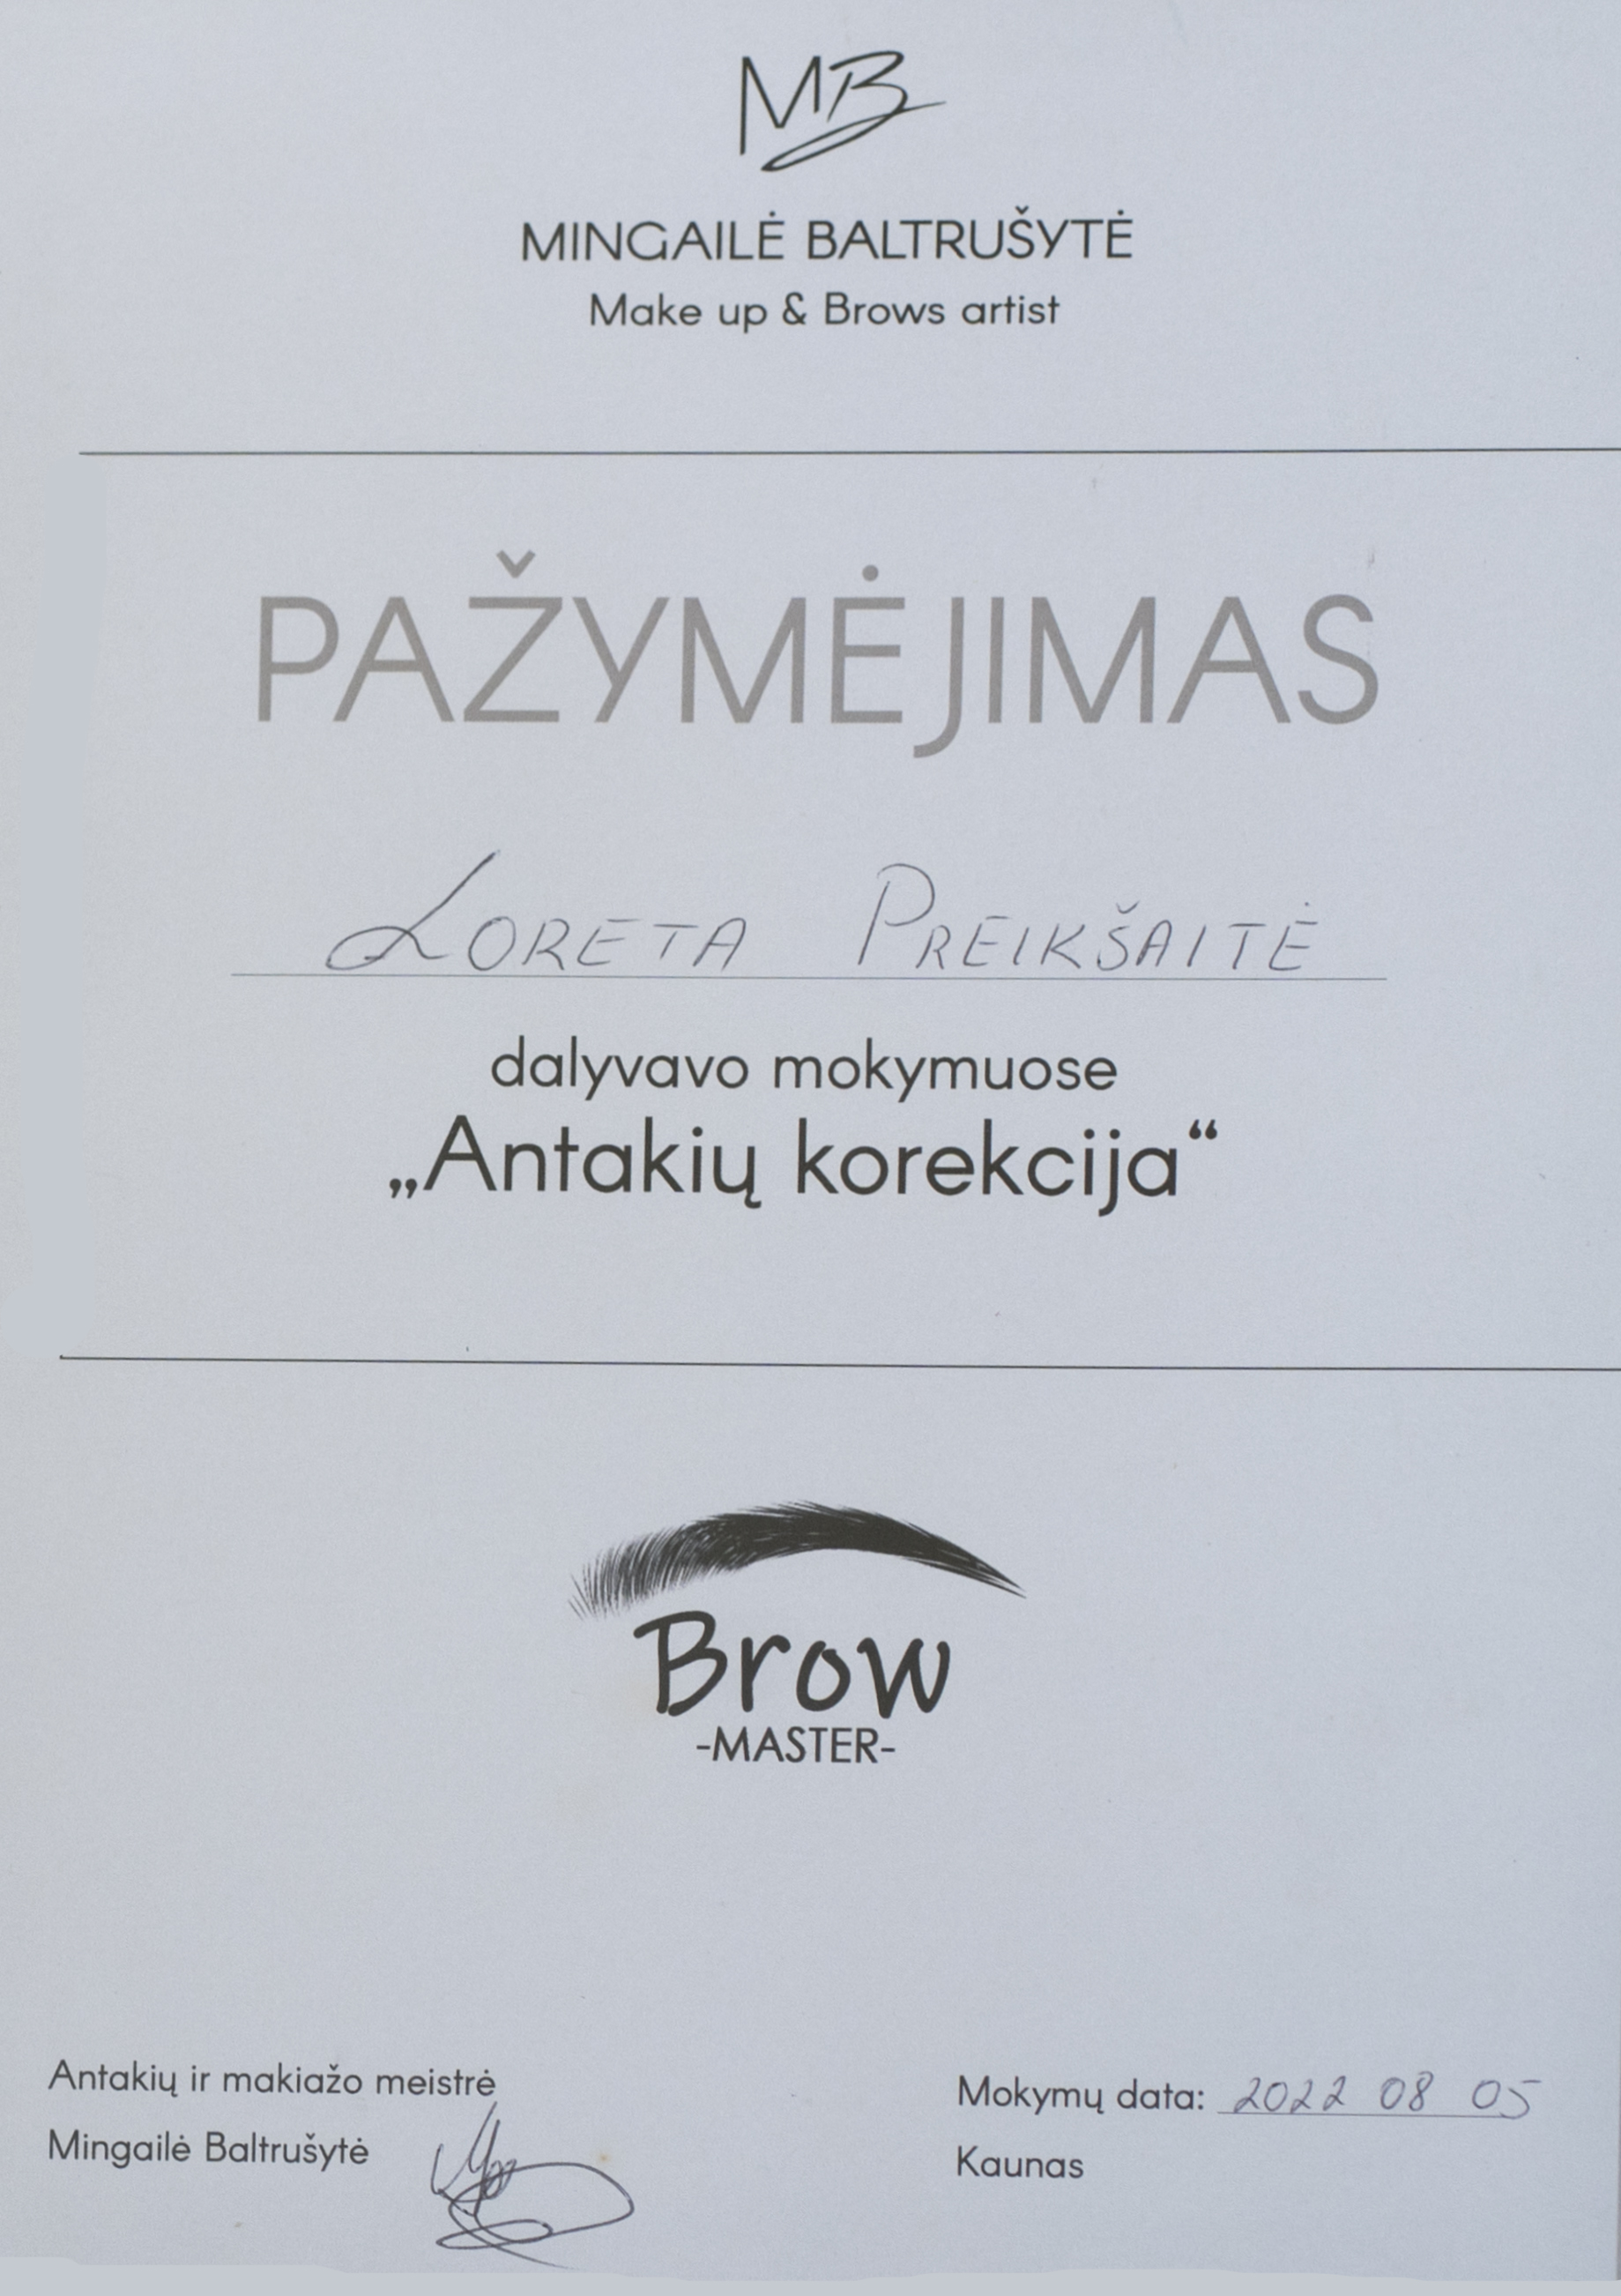 MB
MINGAILĖ BALTRUŠYTĖ
Make up & Brows artist
PAŽYMĖJIMAS
LORETA PREIKŠAITĖ
dalyvavo mokymuose
„Antakių korekcija“
Brow
-MASTER-
Antakių ir makiažo meistrė
Mingailė Baltrušytė
Mokymų data: 2022 08 05
Kaunas